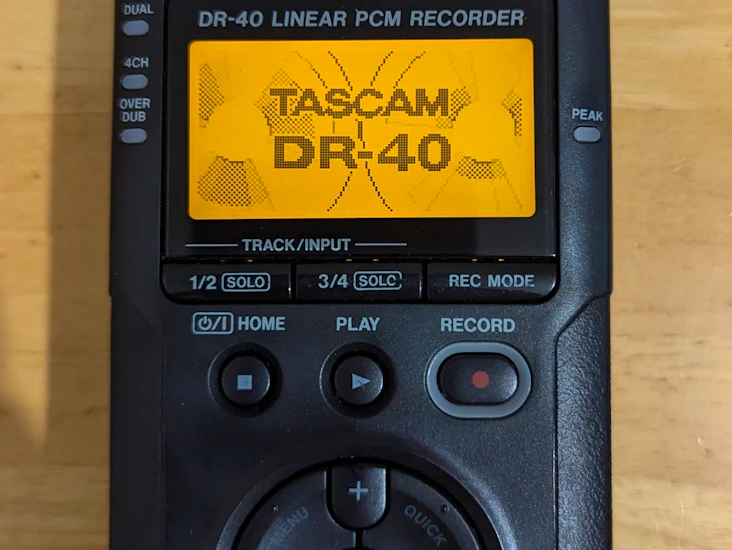 DUAL
DR-40 LINEAR PCM RECORDER
4CH
OVER
DUB
PEAK
TASCAM
DR-40
TRACK/INPUT
1/2 SOLO
3/4 SOLO
REC MODE
⏻/I HOME
PLAY
RECORD
+
MENU
QUICK